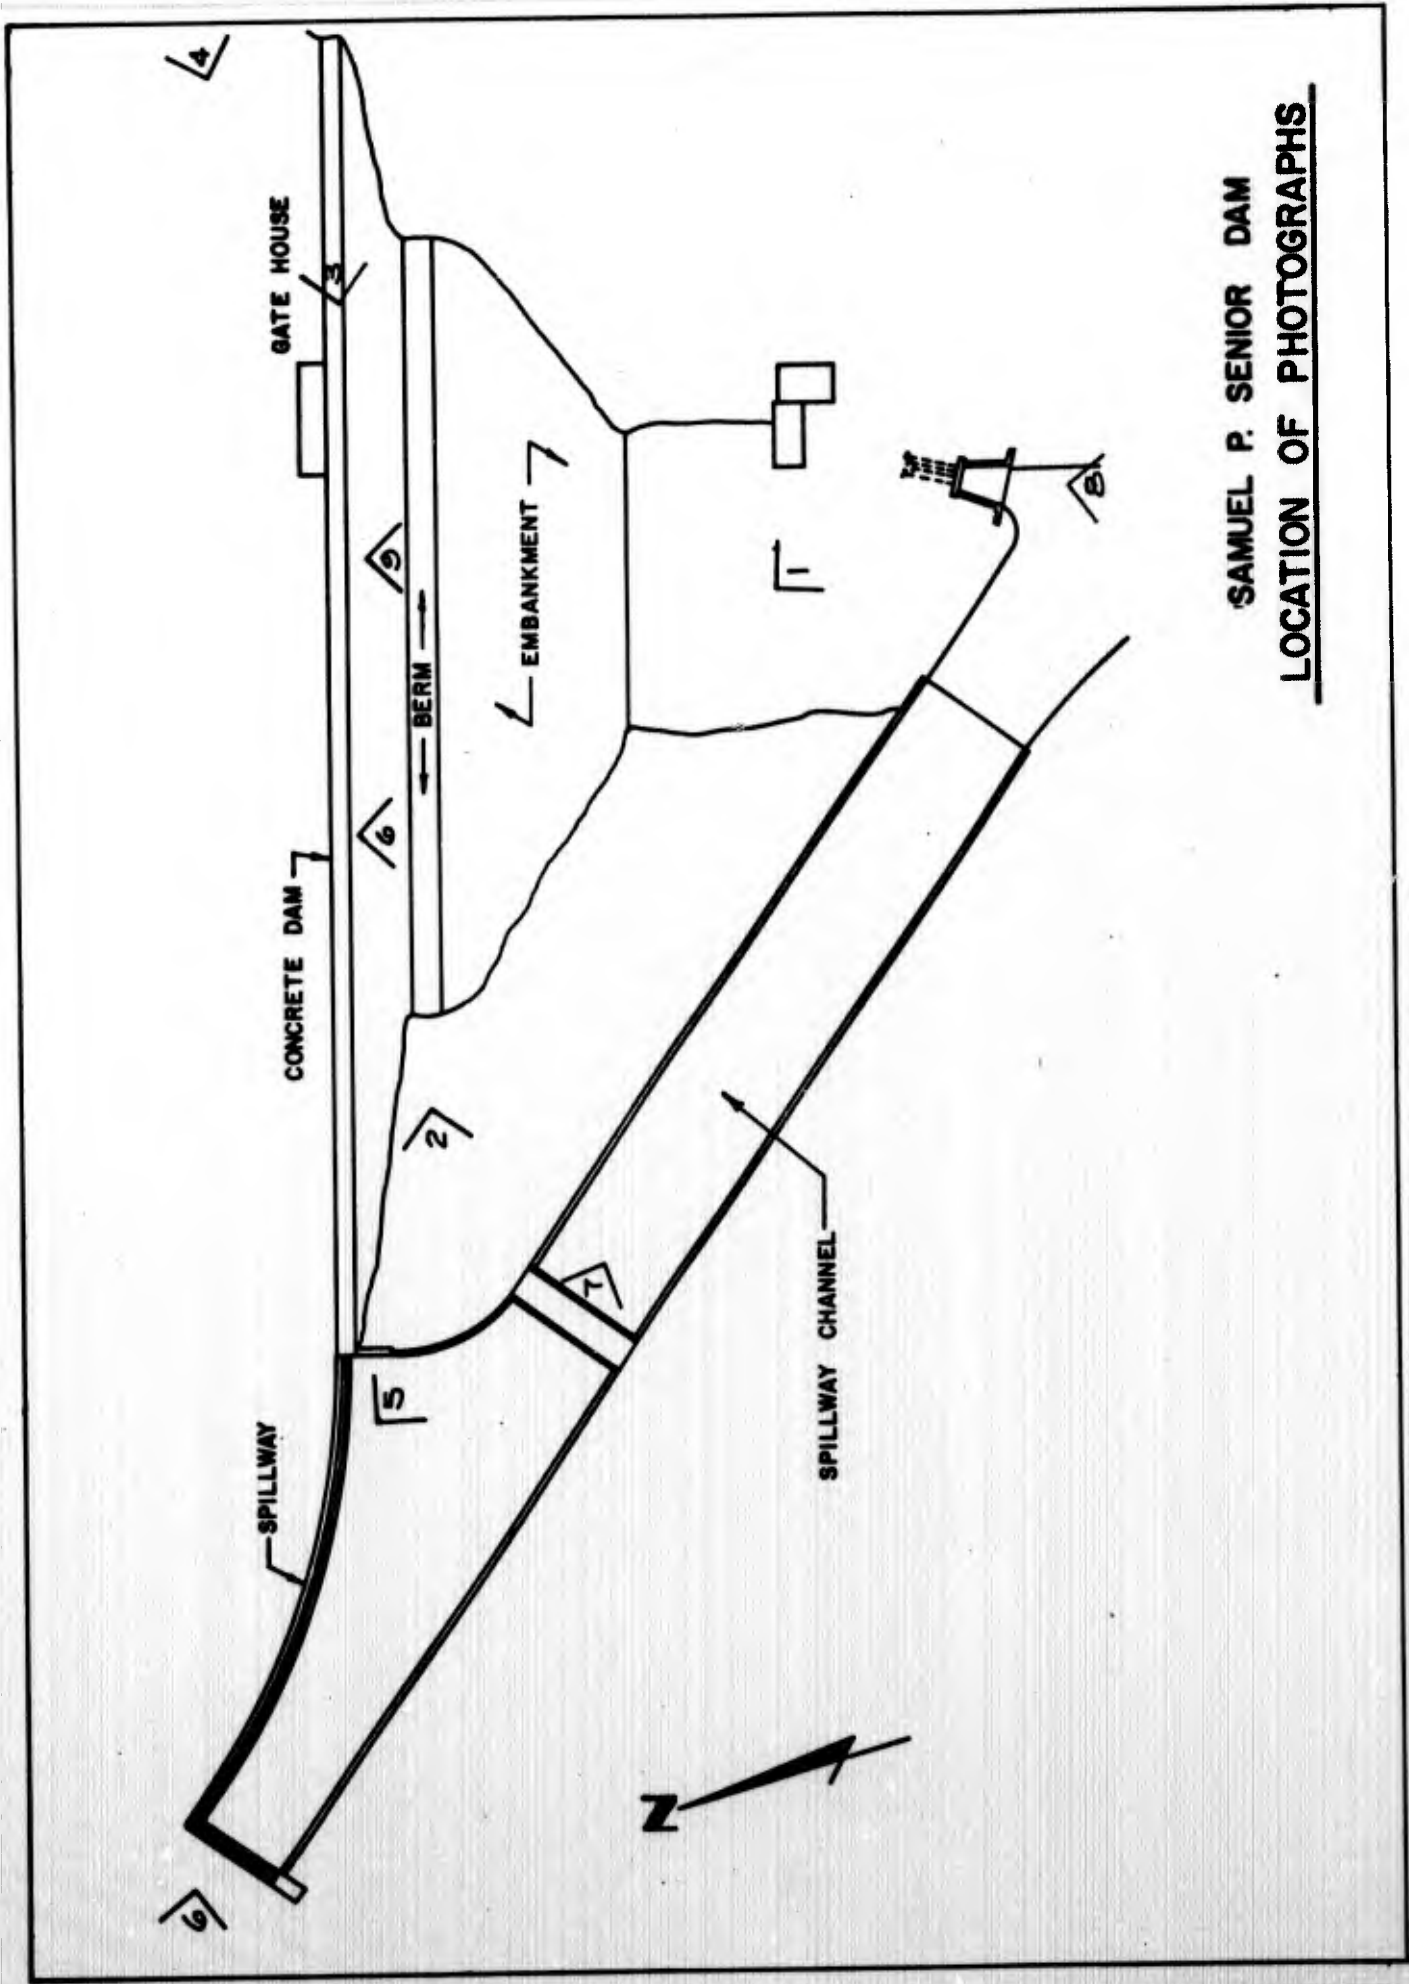 6
4
SPILLWAY
CONCRETE DAM
GATE HOUSE
3
6
9
5
2
BERM
EMBANKMENT
7
N
1
SPILLWAY CHANNEL
8
SAMUEL P. SENIOR DAM
LOCATION OF PHOTOGRAPHS